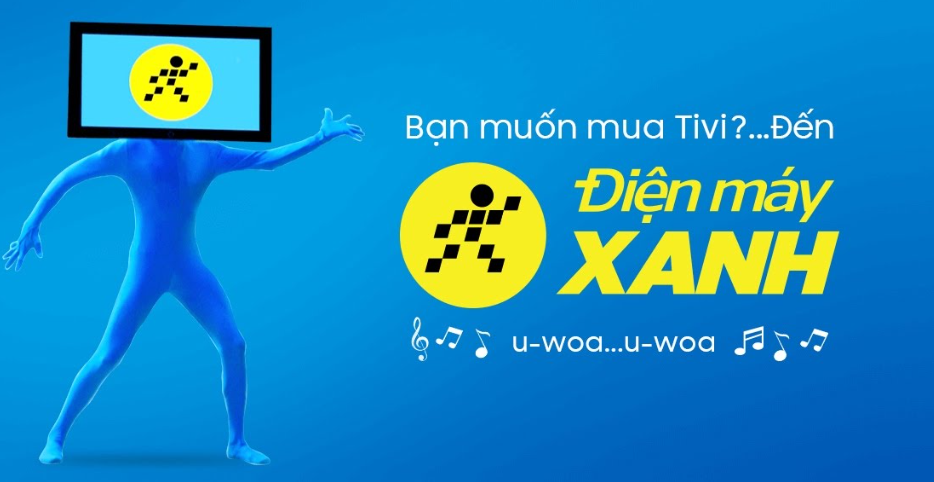 Bạn muốn mua Tivi?...Đến
Điện máy
XANH
u-woa...u-woa